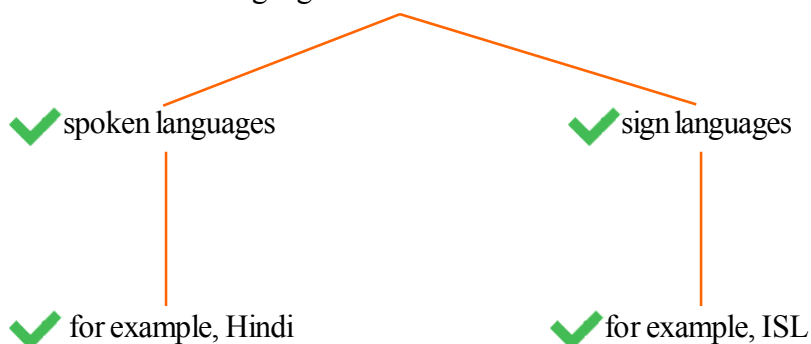 spoken languages
sign languages
for example, Hindi
for example, ISL